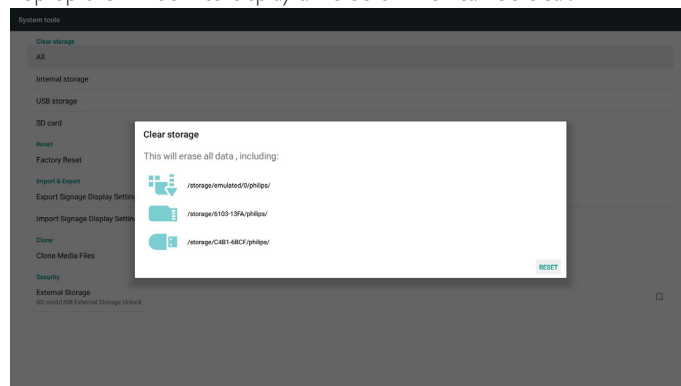 System tools
Clear storage
All
Internal storage
USB storage
SD card
Reset
Factory Reset
Import & Export
Export Signage Display Settin
Import Signage Display Settin
Clone
Clone Media Files
Security
External Storage
SD card/USB External Storage Unlock
Clear storage
This will erase all data , including:
/storage/emulated/0/philips/
/storage/6103-13FA/philips/
/storage/C4B1-6BCF/philips/
RESET